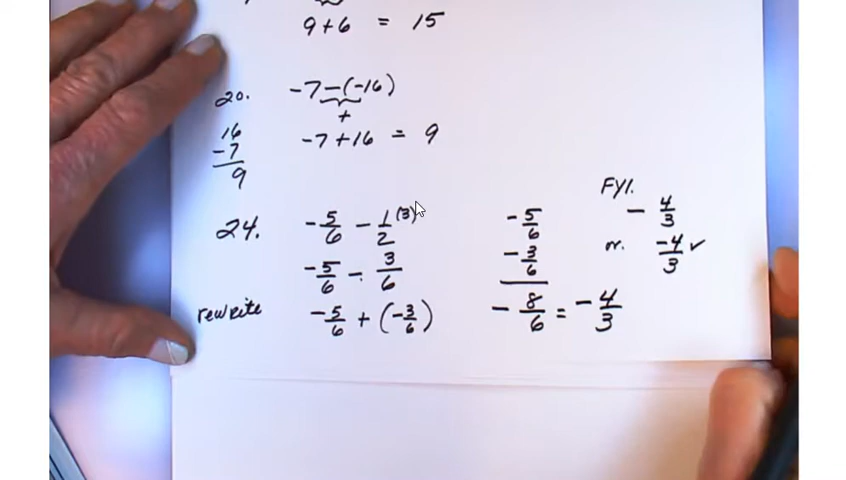 9 + 6 = 15
20. -7 - (-16)
+
-7 + 16 = 9
16
-7
9
24. -5/6 - 1/2 (3)
-5/6 - 3/6
rewrite -5/6 + (-3/6)
-5/6
-3/6
-8/6 = -4/3
FYI.
- 4/3
or. -4/3 ✓